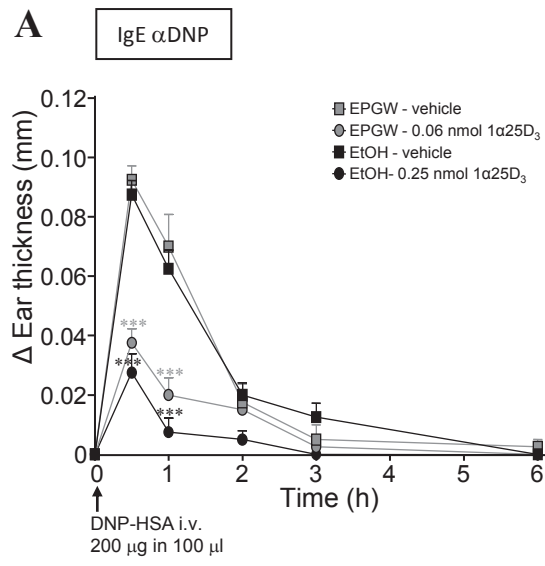 A
IgE αDNP
Δ Ear thickness (mm)
0.12
0.10
0.08
0.06
0.04
0.02
0
EPGW - vehicle
EPGW - 0.06 nmol 1α25D₃
EtOH - vehicle
EtOH- 0.25 nmol 1α25D₃
***
***
***
***
0 1 2 3 4 5 6
Time (h)
DNP-HSA i.v.
200 µg in 100 µl